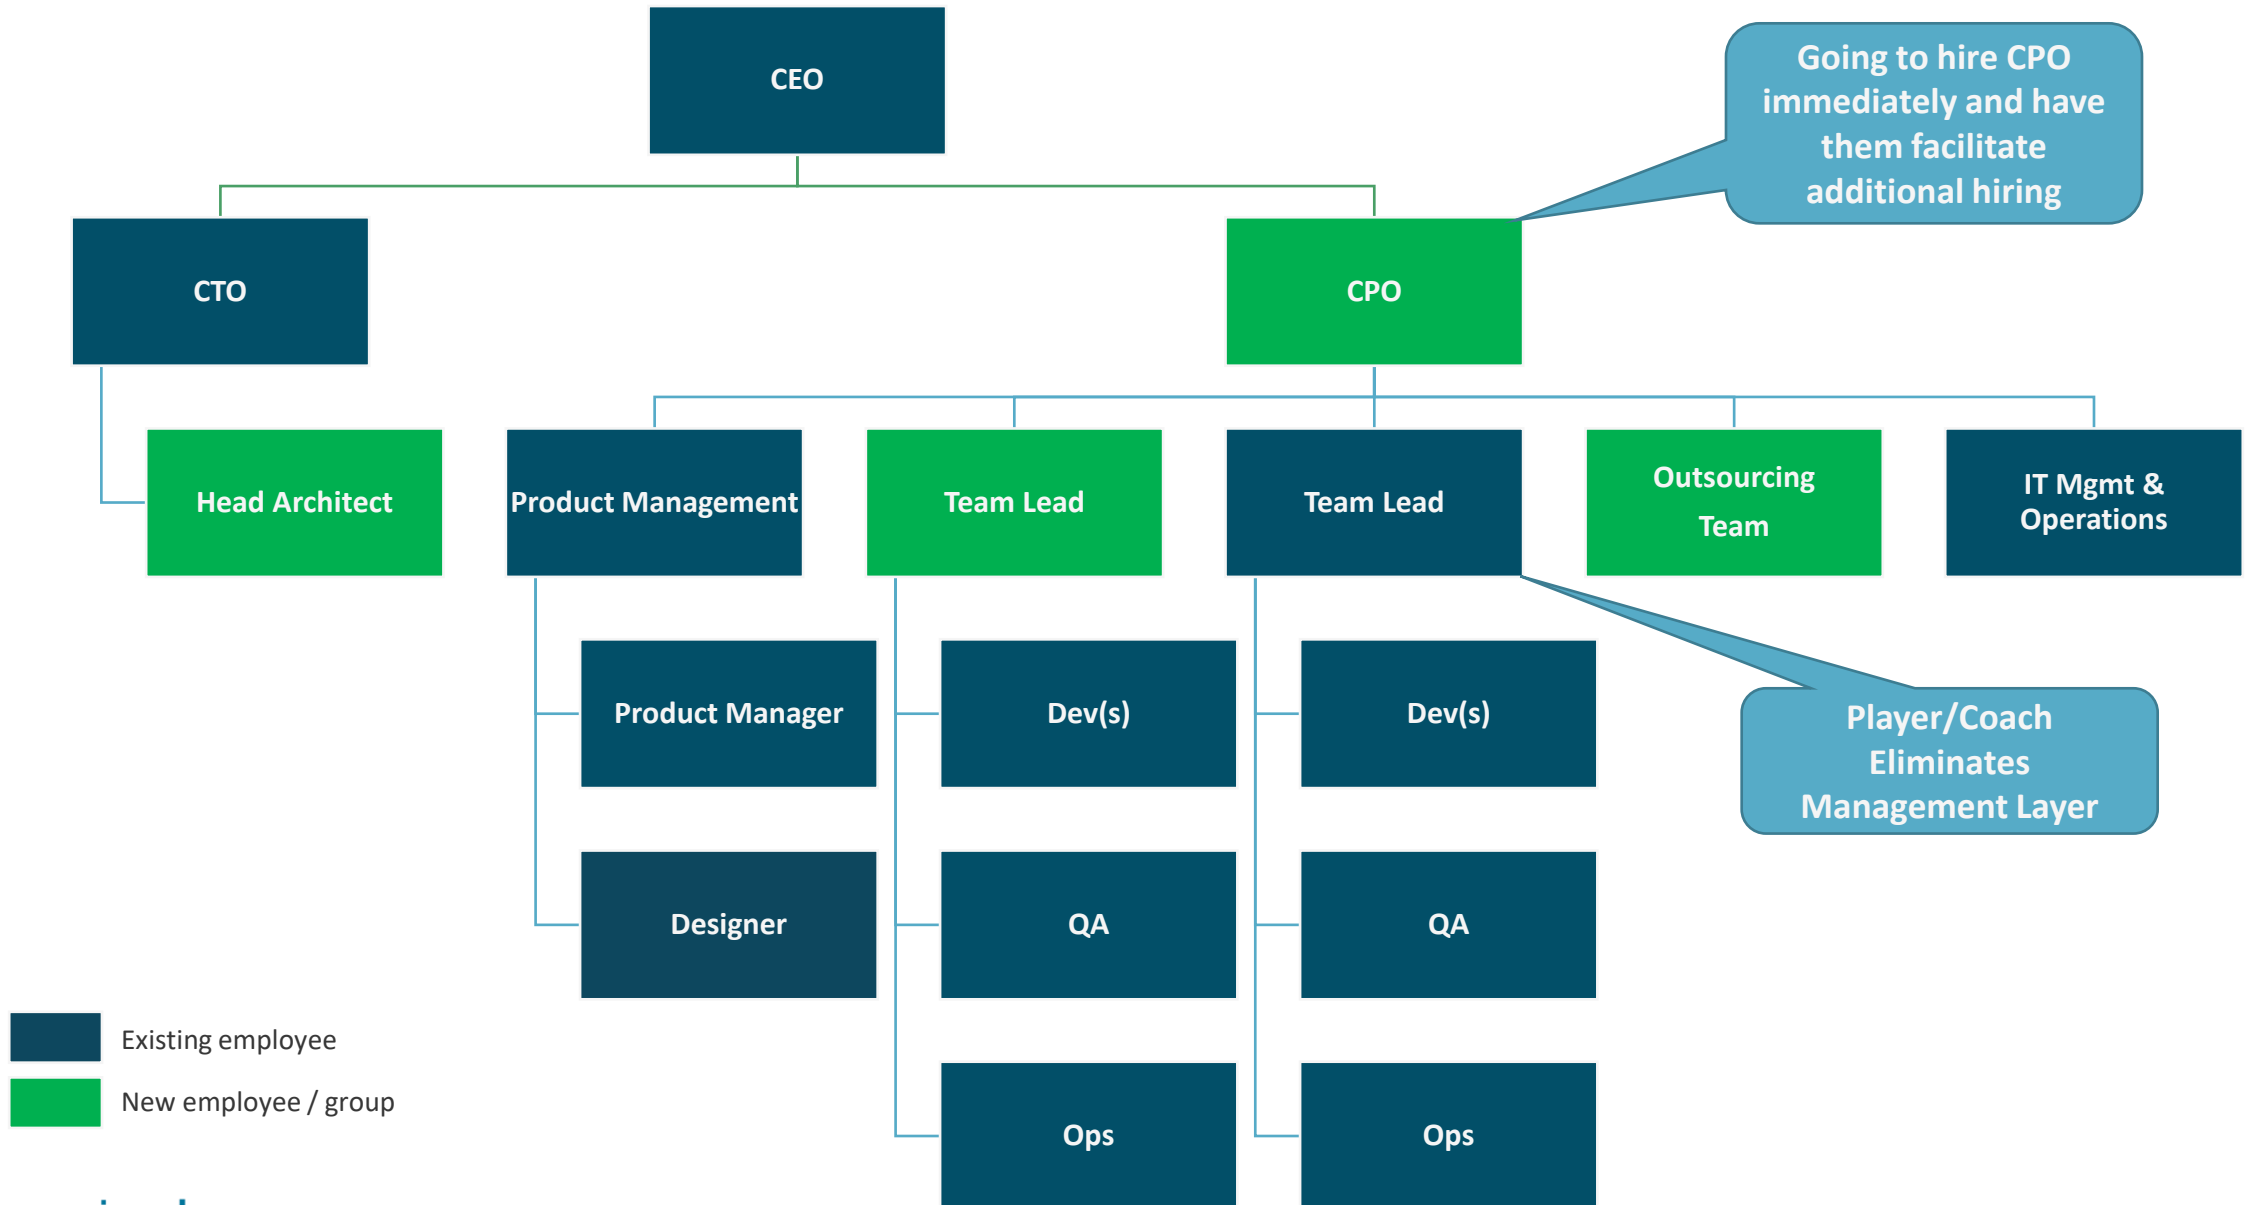 CEO
Going to hire CPO
immediately and have
them facilitate
additional hiring
CTO
CPO
Head Architect
Product Management
Team Lead
Team Lead
Outsourcing
Team
IT Mgmt &
Operations
Product Manager
Dev(s)
Dev(s)
Player/Coach
Eliminates
Management Layer
Designer
QA
QA
Existing employee
New employee / group
Ops
Ops